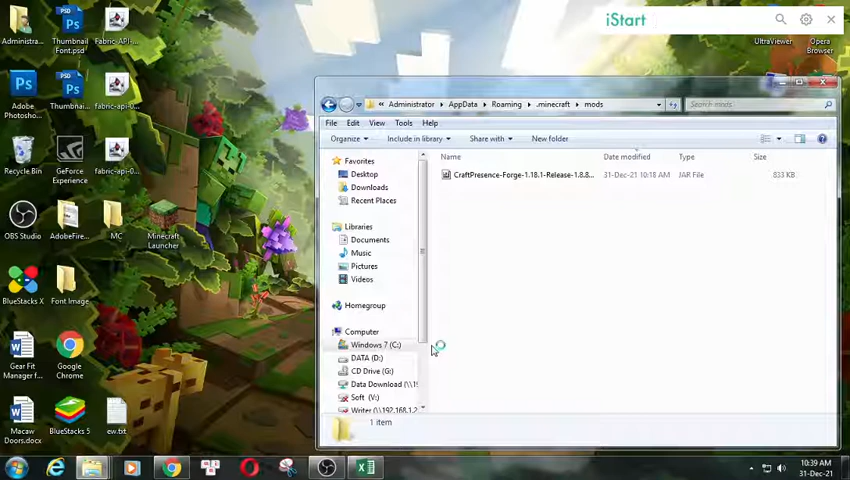 iStart
Administra...
Thumbnail Font.psd
Fabric-API-...
UltraViewer
Opera Browser
Adobe Photosho...
Thumbnai...
fabric-api-0...
Recycle Bin
GeForce Experience
fabric-api-0...
OBS Studio
AdobeFire...
MC
Minecraft Launcher
BlueStacks X
Font Image
Gear Fit Manager f...
Google Chrome
Macaw Doors.docx
BlueStacks 5
ew.txt
« Administrator ▸ AppData ▸ Roaming ▸ .minecraft ▸ mods
Search mods
File Edit View Tools Help
Organize Include in library Share with New folder
Name Date modified Type Size
CraftPresence-Forge-1.18.1-Release-1.8.8... 31-Dec-21 10:18 AM JAR File 833 KB
Favorites
Desktop
Downloads
Recent Places
Libraries
Documents
Music
Pictures
Videos
Homegroup
Computer
Windows 7 (C:)
DATA (D:)
CD Drive (G:)
Data Download (\\19
Soft (V:)
Writer (\\192.168.1.2
1 item
10:39 AM
31-Dec-21